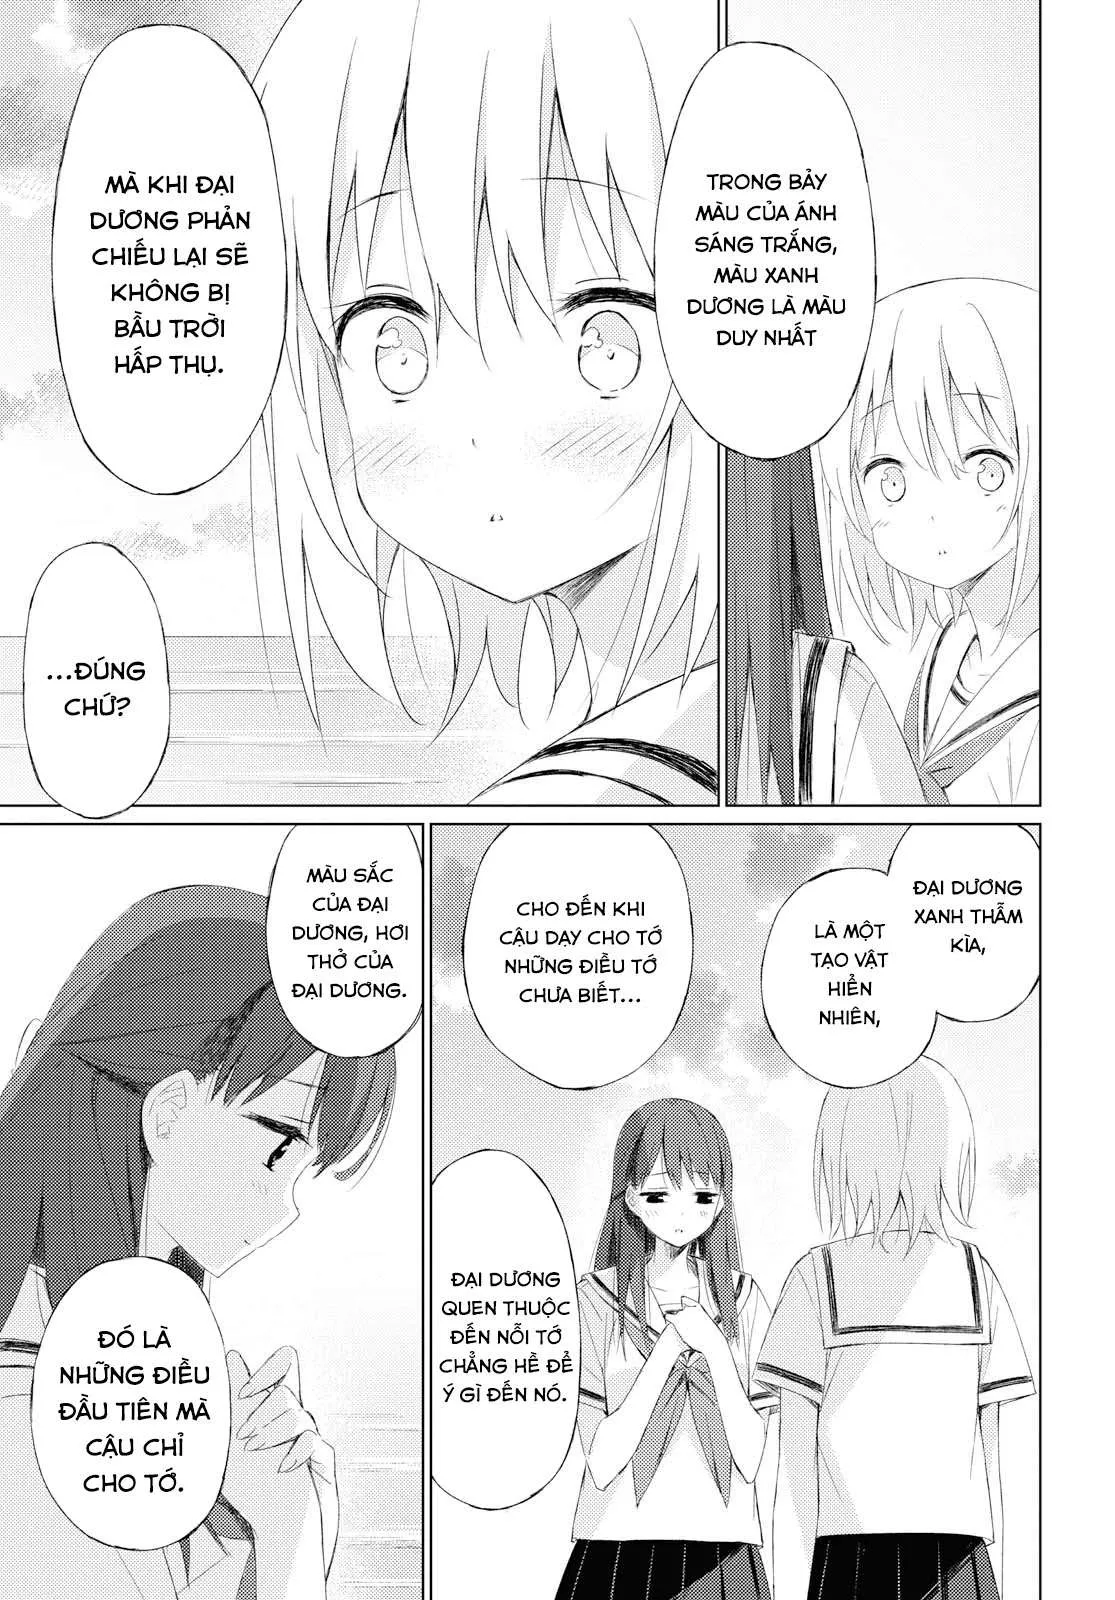 TRONG BẢY
MÀU CỦA ÁNH
SÁNG TRẮNG,
MÀU XANH
DƯƠNG LÀ MÀU
DUY NHẤT
MÀ KHI ĐẠI
DƯƠNG PHẢN
CHIẾU LẠI SẼ
KHÔNG BỊ
BẦU TRỜI
HẤP THỤ.
...ĐÚNG
CHỨ?
ĐẠI DƯƠNG
XANH THẪM
KÌA,
LÀ MỘT
TẠO VẬT
HIỂN
NHIÊN,
CHO ĐẾN KHI
CẬU DẠY CHO TỚ
NHỮNG ĐIỀU TỚ
CHƯA BIẾT...
ĐẠI DƯƠNG
QUEN THUỘC
ĐẾN NỖI TỚ
CHẲNG HỀ ĐỂ
Ý GÌ ĐẾN NÓ.
MÀU SẮC
CỦA ĐẠI
DƯƠNG, HƠI
THỞ CỦA
ĐẠI DƯƠNG.
ĐÓ LÀ
NHỮNG ĐIỀU
ĐẦU TIÊN MÀ
CẬU CHỈ
CHO TỚ.